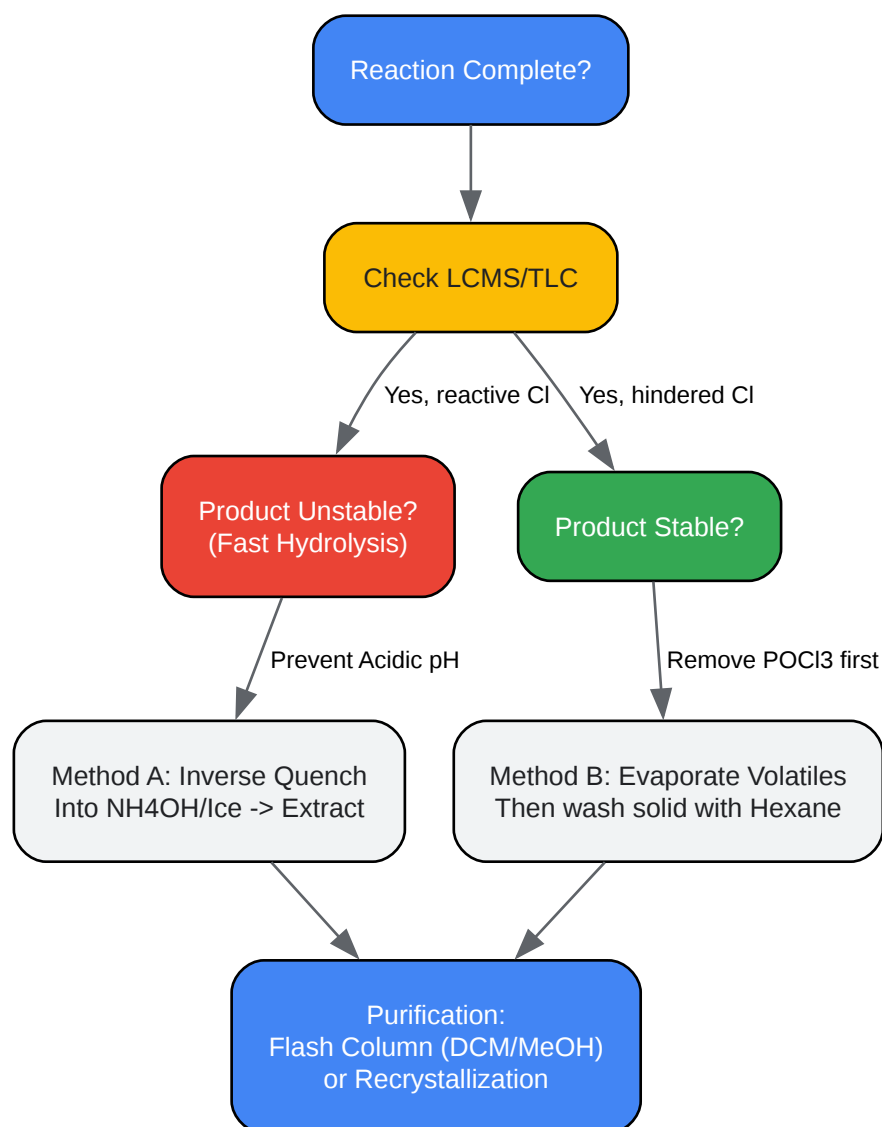 Reaction Complete?
Check LCMS/TLC
Yes, reactive Cl
Yes, hindered Cl
Product Unstable?
(Fast Hydrolysis)
Product Stable?
Prevent Acidic pH
Remove POCl3 first
Method A: Inverse Quench
Into NH4OH/Ice -> Extract
Method B: Evaporate Volatiles
Then wash solid with Hexane
Purification:
Flash Column (DCM/MeOH)
or Recrystallization